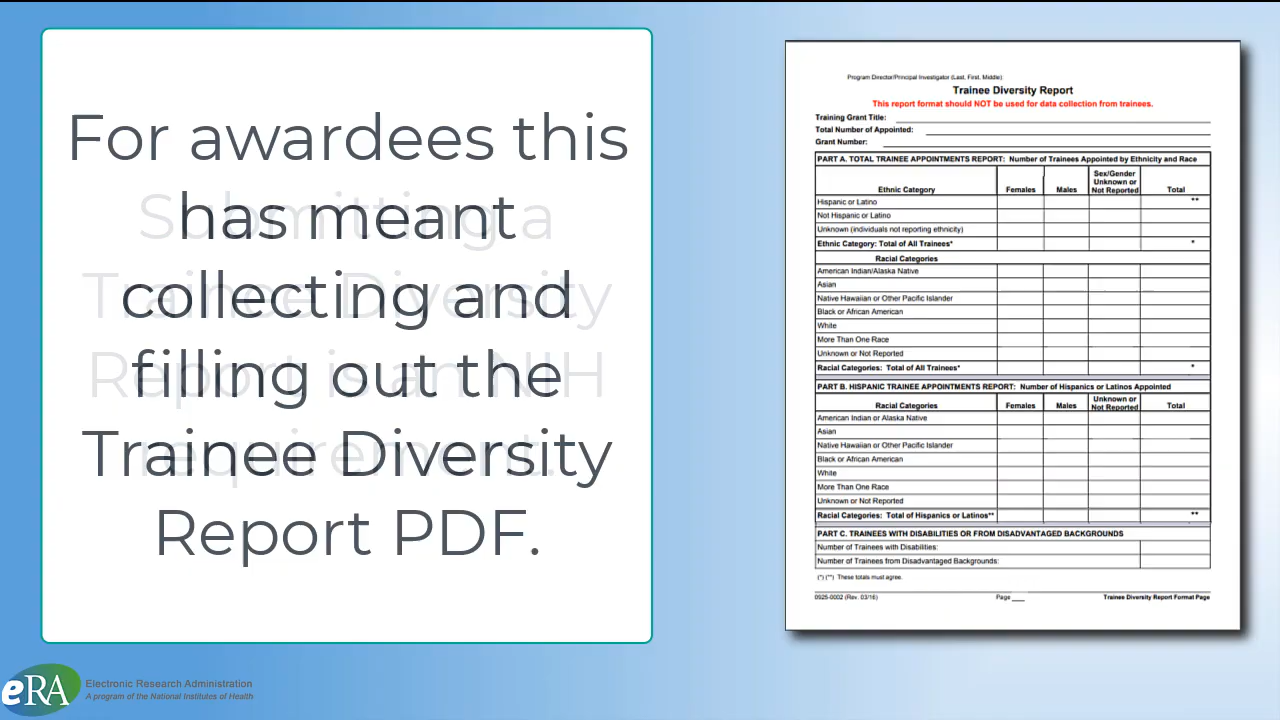 For awardees this
has meant
collecting and
filling out the
Trainee Diversity
Report PDF.
Submitting a
Trainee Diversity
Report is an NIH
requirement.
Program Director/Principal Investigator (Last, First, Middle):
Trainee Diversity Report
This report format should NOT be used for data collection from trainees.
Training Grant Title:
Total Number of Appointed:
Grant Number:
PART A. TOTAL TRAINEE APPOINTMENTS REPORT: Number of Trainees Appointed by Ethnicity and Race
Ethnic Category Females Males Sex/Gender Unknown or Not Reported Total
Hispanic or Latino **
Not Hispanic or Latino
Unknown (individuals not reporting ethnicity)
Ethnic Category: Total of All Trainees* *
Racial Categories
American Indian/Alaska Native
Asian
Native Hawaiian or Other Pacific Islander
Black or African American
White
More Than One Race
Unknown or Not Reported
Racial Categories: Total of All Trainees* *
PART B. HISPANIC TRAINEE APPOINTMENTS REPORT: Number of Hispanics or Latinos Appointed
Racial Categories Females Males Unknown or Not Reported Total
American Indian or Alaska Native
Asian
Native Hawaiian or Other Pacific Islander
Black or African American
White
More Than One Race
Unknown or Not Reported
Racial Categories: Total of Hispanics or Latinos** **
PART C. TRAINEES WITH DISABILITIES OR FROM DISADVANTAGED BACKGROUNDS
Number of Trainees with Disabilities:
Number of Trainees from Disadvantaged Backgrounds:
(*) (**) These totals must agree.
0925-0002 (Rev. 03/16) Page ____ Trainee Diversity Report Format Page
eRA
Electronic Research Administration
A program of the National Institutes of Health